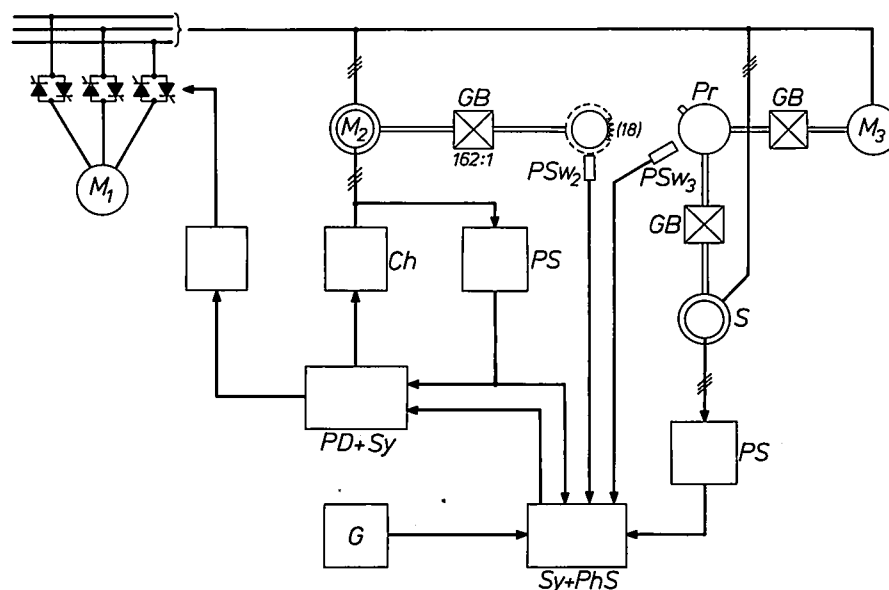 GB
Pr
GB
M2
(18)
M3
162:1
PSw2
PSw3
M1
GB
Ch
PS
S
PD+Sy
PS
G
Sy+PhS